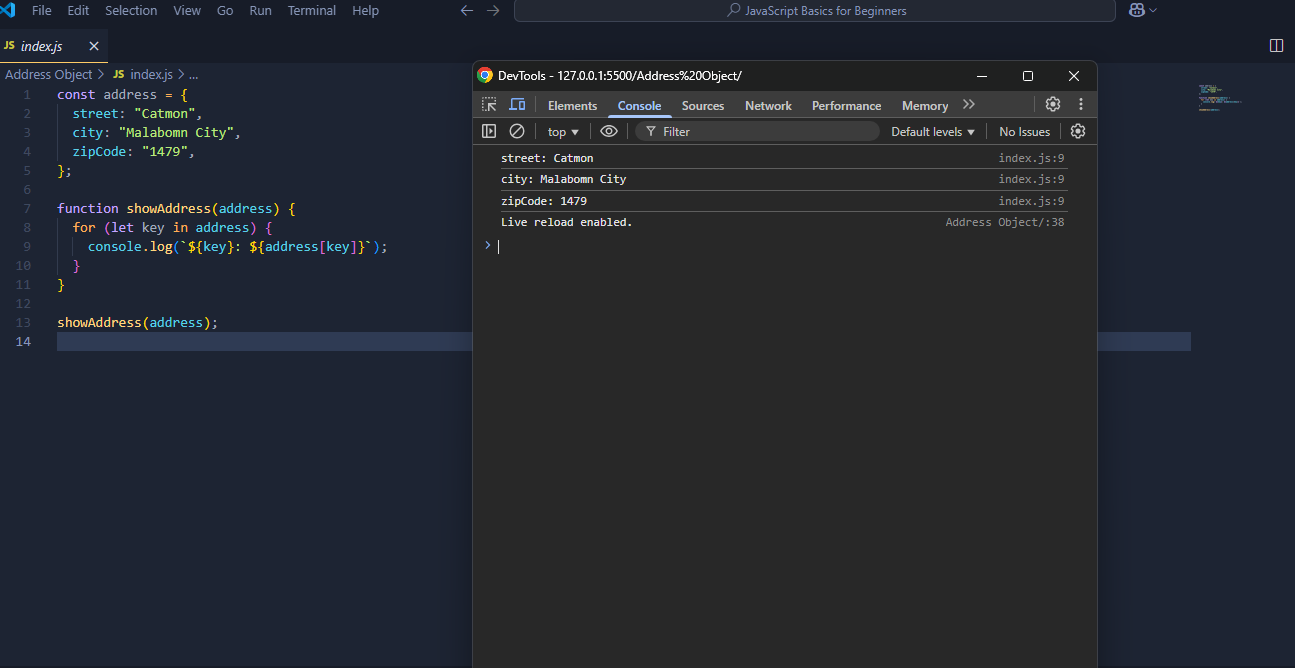 File Edit Selection View Go Run Terminal Help
JavaScript Basics for Beginners
JS index.js
Address Object > JS index.js > ...
1 const address = {
2 street: "Catmon",
3 city: "Malabomn City",
4 zipCode: "1479",
5 };
6
7 function showAddress(address) {
8 for (let key in address) {
9 console.log(`${key}: ${address[key]}`);
10 }
11 }
12
13 showAddress(address);
14
DevTools - 127.0.0.1:5500/Address%20Object/
Elements Console Sources Network Performance Memory
top Filter Default levels No Issues
street: Catmon index.js:9
city: Malabomn City index.js:9
zipCode: 1479 index.js:9
Live reload enabled. Address Object/:38